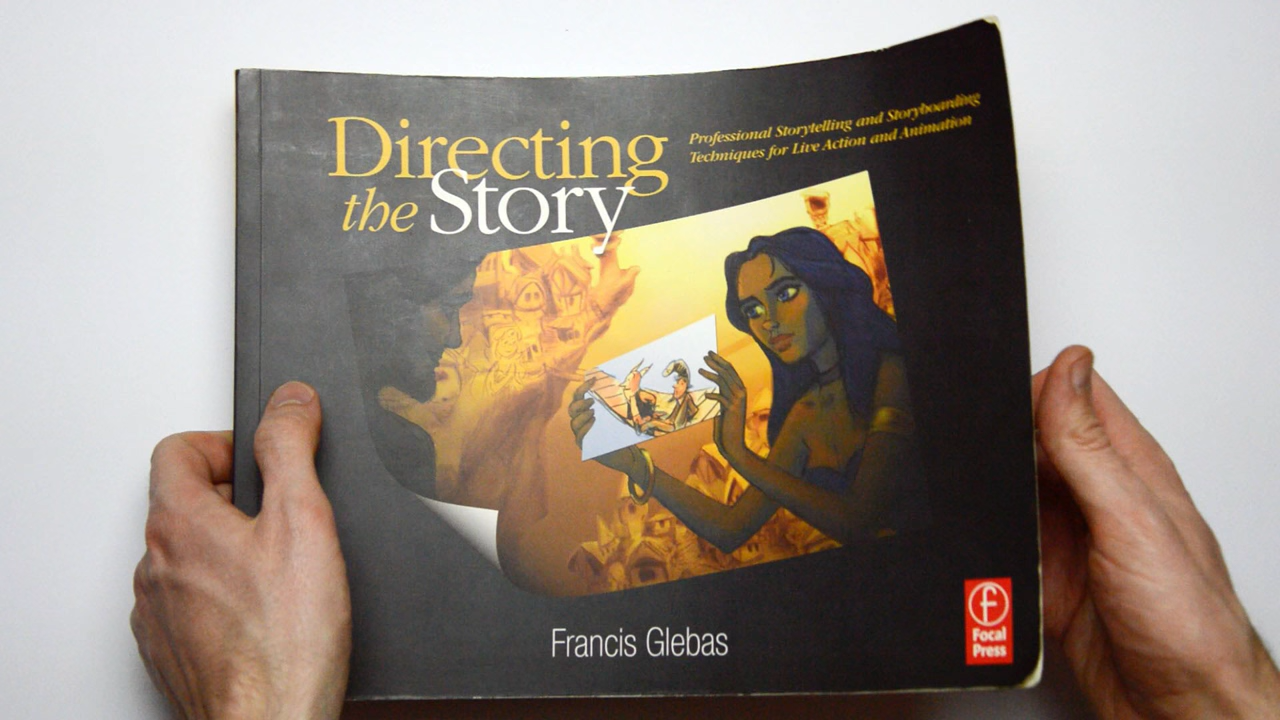 Directing
the Story
Professional Storytelling and Storyboarding
Techniques for Live Action and Animation
Francis Glebas
f
Focal
Press